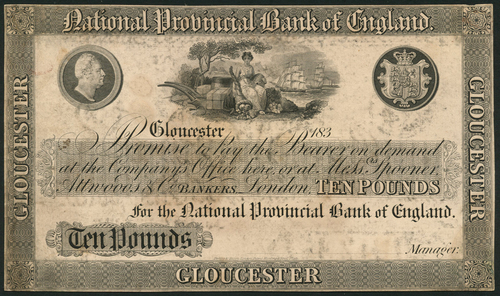 National Provincial Bank of England.
GLOUCESTER
GLOUCESTER
Gloucester 183
Promise to pay the Bearer on demand
at the Company's Office here, or at Mess.rs Spooner,
Attwoods & Co. BANKERS, London, TEN POUNDS
For the National Provincial Bank of England.
Ten Pounds
Manager.
GLOUCESTER